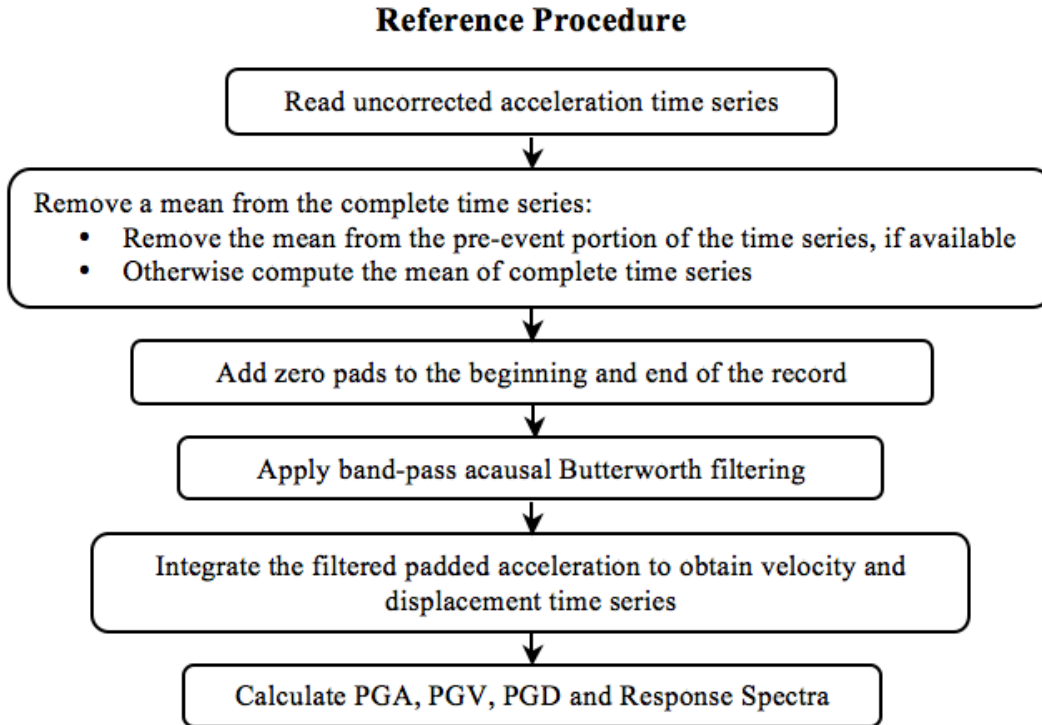 Reference Procedure
Read uncorrected acceleration time series
Remove a mean from the complete time series:
• Remove the mean from the pre-event portion of the time series, if available
• Otherwise compute the mean of complete time series
Add zero pads to the beginning and end of the record
Apply band-pass acausal Butterworth filtering
Integrate the filtered padded acceleration to obtain velocity and
displacement time series
Calculate PGA, PGV, PGD and Response Spectra